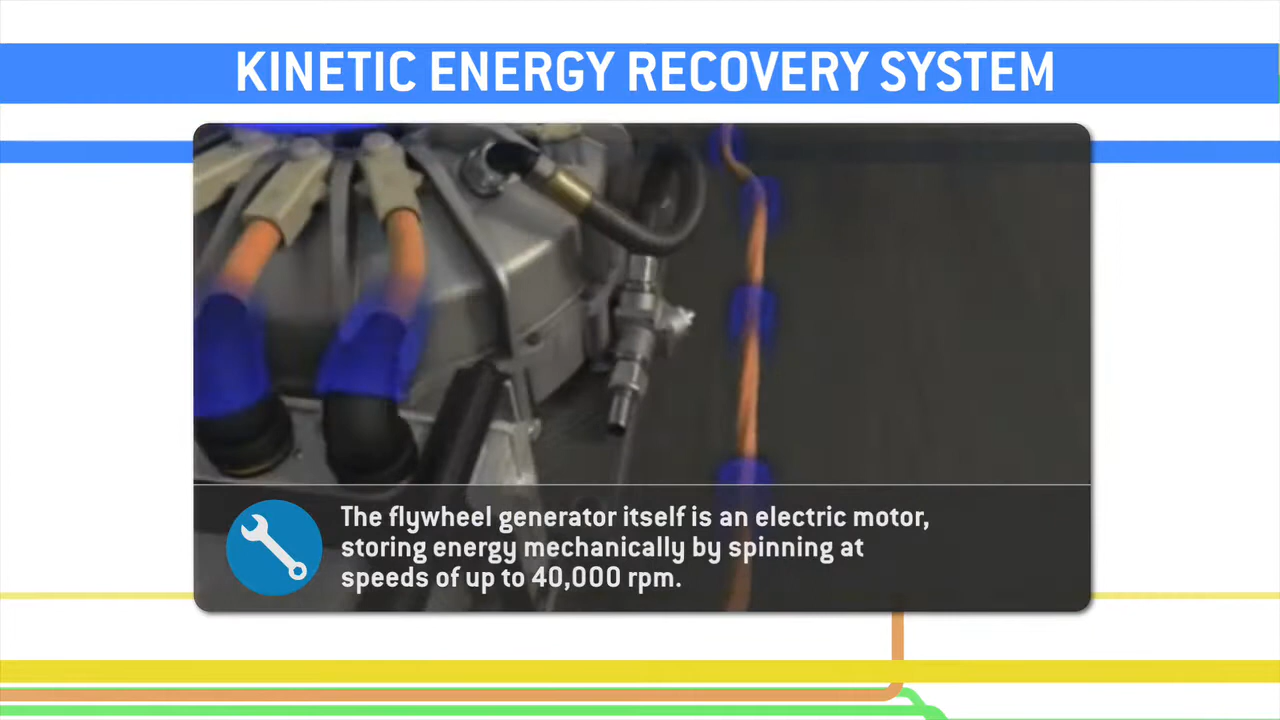 KINETIC ENERGY RECOVERY SYSTEM
The flywheel generator itself is an electric motor,
storing energy mechanically by spinning at
speeds of up to 40,000 rpm.